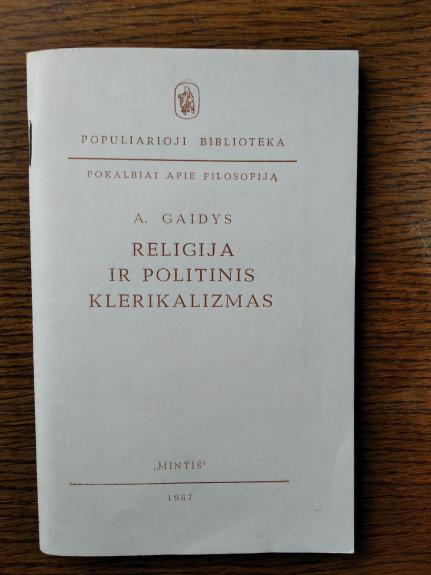 POPULIARIOJI BIBLIOTEKA
POKALBIAI APIE FILOSOFIJĄ
A. GAIDYS
RELIGIJA
IR POLITINIS
KLERIKALIZMAS
„MINTIS“
1987